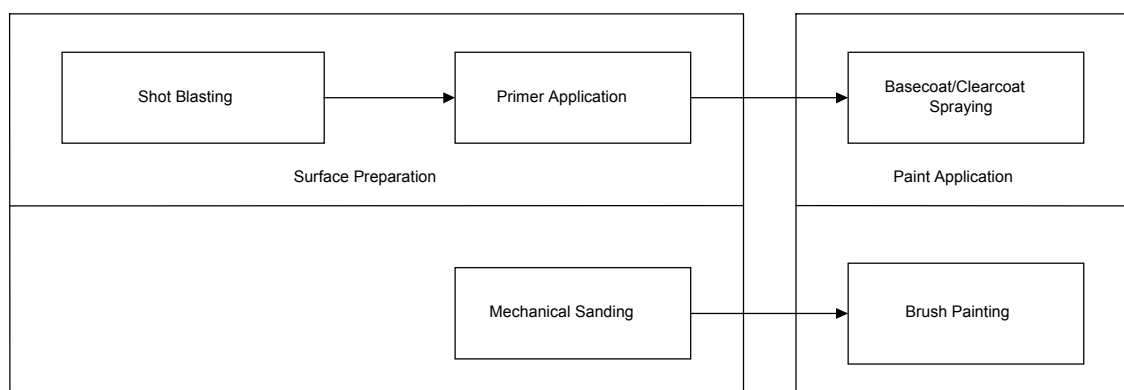 Shot Blasting
Primer Application
Basecoat/Clearcoat
Spraying
Surface Preparation
Paint Application
Mechanical Sanding
Brush Painting